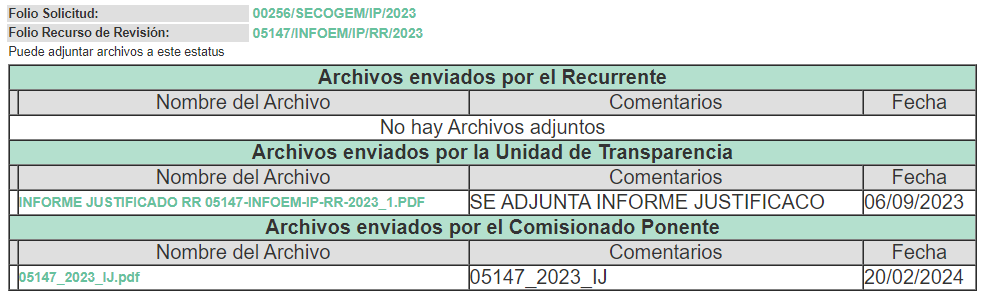 Folio Solicitud: 00256/SECOGEM/IP/2023
Folio Recurso de Revisión: 05147/INFOEM/IP/RR/2023
Puede adjuntar archivos a este estatus
Archivos enviados por el Recurrente
Nombre del Archivo Comentarios Fecha
No hay Archivos adjuntos
Archivos enviados por la Unidad de Transparencia
Nombre del Archivo Comentarios Fecha
INFORME JUSTIFICADO RR 05147-INFOEM-IP-RR-2023_1.PDF SE ADJUNTA INFORME JUSTIFICACO 06/09/2023
Archivos enviados por el Comisionado Ponente
Nombre del Archivo Comentarios Fecha
05147_2023_IJ.pdf 05147_2023_IJ 20/02/2024